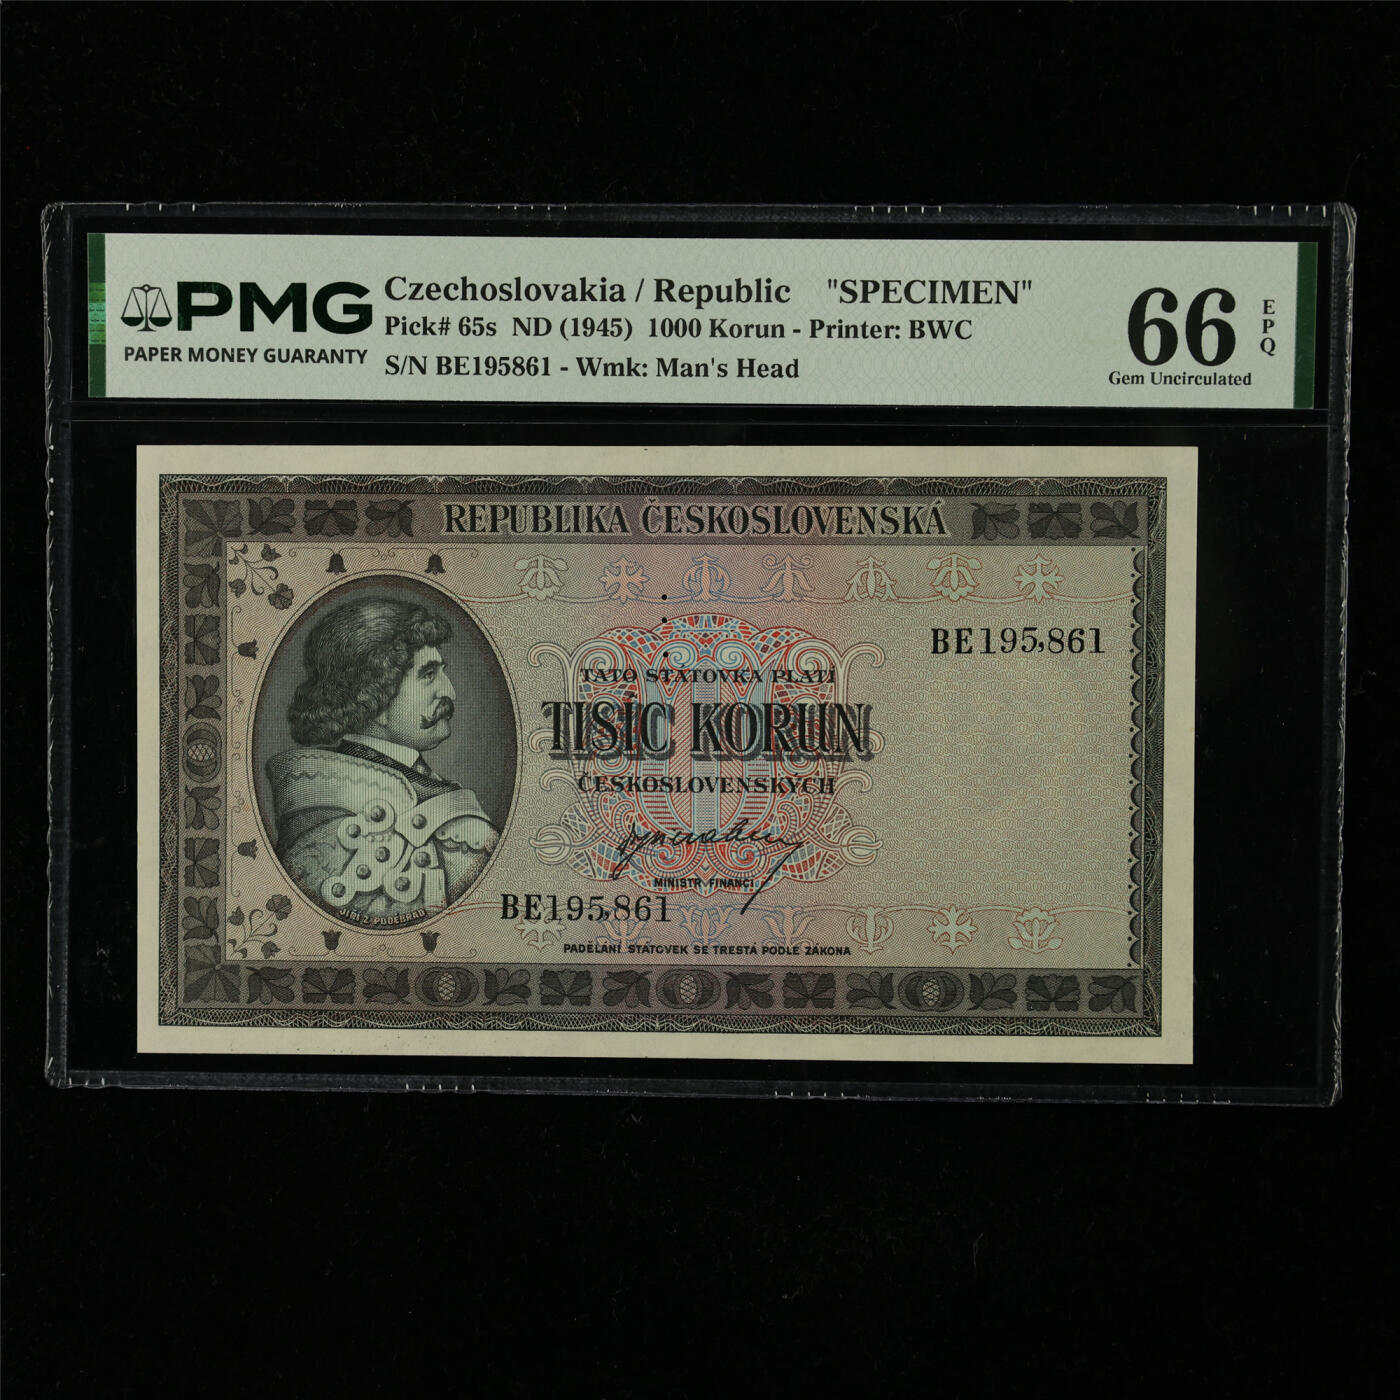 PMG
PAPER MONEY GUARANTY
Czechoslovakia / Republic "SPECIMEN"
Pick# 65s ND (1945) 1000 Korun - Printer: BWC
S/N BE195861 - Wmk: Man's Head
66
EPQ
Gem Uncirculated
REPUBLIKA ČESKOSLOVENSKÁ
BE195,861
TATO STÁTOVKA PLATÍ
TISÍC KORUN
ČESKOSLOVENSKÝCH
MINISTR FINANCÍ
BE195,861
JIŘÍ Z PODĚBRAD
PADĚLÁNÍ STÁTOVEK SE TRESTÁ PODLE ZÁKONA